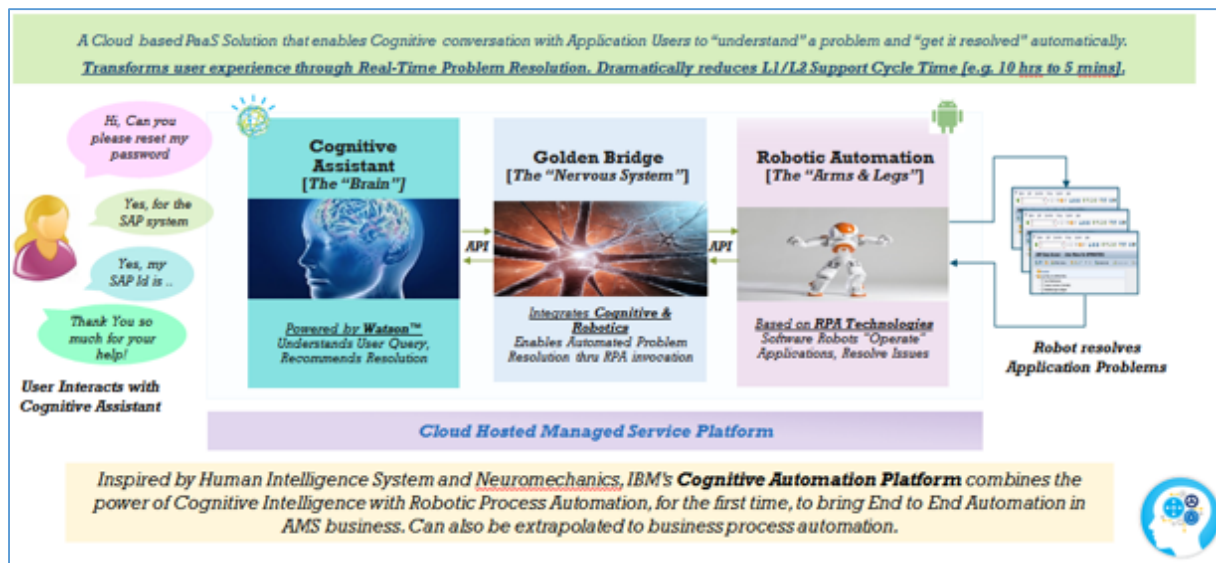 A Cloud based PaaS Solution that enables Cognitive conversation with Application Users to “understand” a problem and “get it resolved” automatically.
Transforms user experience through Real-Time Problem Resolution. Dramatically reduces L1/L2 Support Cycle Time [e.g. 10 hrs to 5 mins].
Hi, Can you
please reset my
password
Yes, for the
SAP system
Yes, my
SAP Id is ..
Thank You so
much for your
help!
User Interacts with
Cognitive Assistant
Cognitive
Assistant
[The “Brain”]
Powered by Watson™
Understands User Query,
Recommends Resolution
API
Golden Bridge
[The “Nervous System”]
Integrates Cognitive &
Robotics
Enables Automated Problem
Resolution thru RPA invocation
API
Robotic Automation
[The “Arms & Legs”]
Based on RPA Technologies
Software Robots “Operate”
Applications, Resolve Issues
Robot resolves
Application Problems
Cloud Hosted Managed Service Platform
Inspired by Human Intelligence System and Neuromechanics, IBM's Cognitive Automation Platform combines the
power of Cognitive Intelligence with Robotic Process Automation, for the first time, to bring End to End Automation in
AMS business. Can also be extrapolated to business process automation.